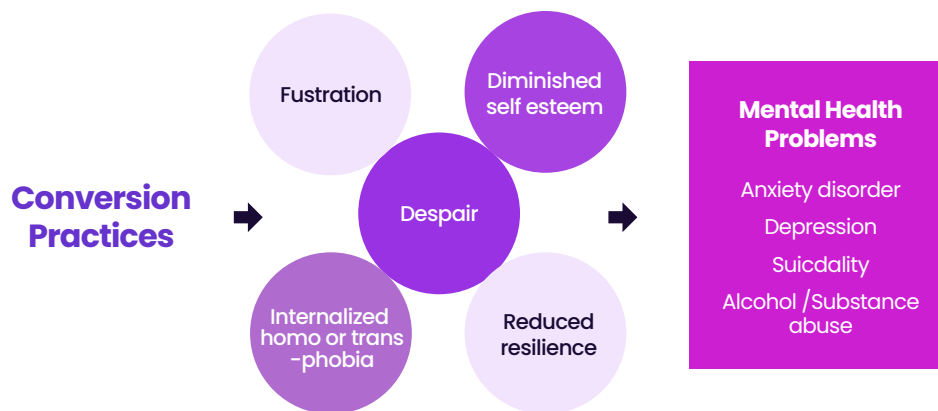 Conversion
Practices
Fustration
Diminished
self esteem
Despair
Internalized
homo or trans
-phobia
Reduced
resilience
Mental Health
Problems
Anxiety disorder
Depression
Suicdality
Alcohol /Substance
abuse